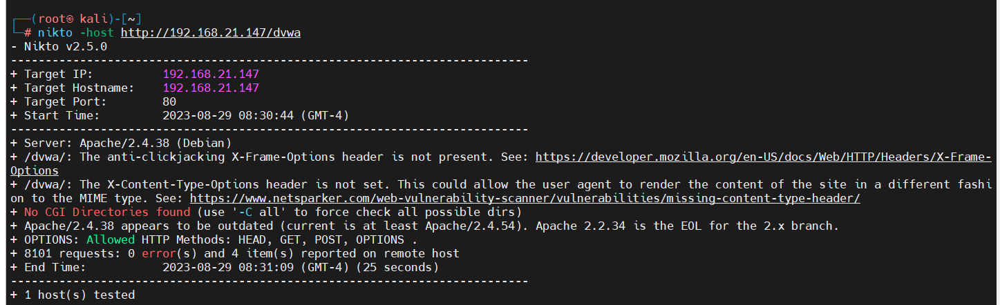 ┌──(root㉿ kali)-[~]
└─# nikto -host http://192.168.21.147/dvwa
- Nikto v2.5.0
---------------------------------------------------------------------------
+ Target IP:          192.168.21.147
+ Target Hostname:    192.168.21.147
+ Target Port:        80
+ Start Time:         2023-08-29 08:30:44 (GMT-4)
---------------------------------------------------------------------------
+ Server: Apache/2.4.38 (Debian)
+ /dvwa/: The anti-clickjacking X-Frame-Options header is not present. See: https://developer.mozilla.org/en-US/docs/Web/HTTP/Headers/X-Frame-
Options
+ /dvwa/: The X-Content-Type-Options header is not set. This could allow the user agent to render the content of the site in a different fashi
on to the MIME type. See: https://www.netsparker.com/web-vulnerability-scanner/vulnerabilities/missing-content-type-header/
+ No CGI Directories found (use '-C all' to force check all possible dirs)
+ Apache/2.4.38 appears to be outdated (current is at least Apache/2.4.54). Apache 2.2.34 is the EOL for the 2.x branch.
+ OPTIONS: Allowed HTTP Methods: HEAD, GET, POST, OPTIONS .
+ 8101 requests: 0 error(s) and 4 item(s) reported on remote host
+ End Time:           2023-08-29 08:31:09 (GMT-4) (25 seconds)
---------------------------------------------------------------------------
+ 1 host(s) tested